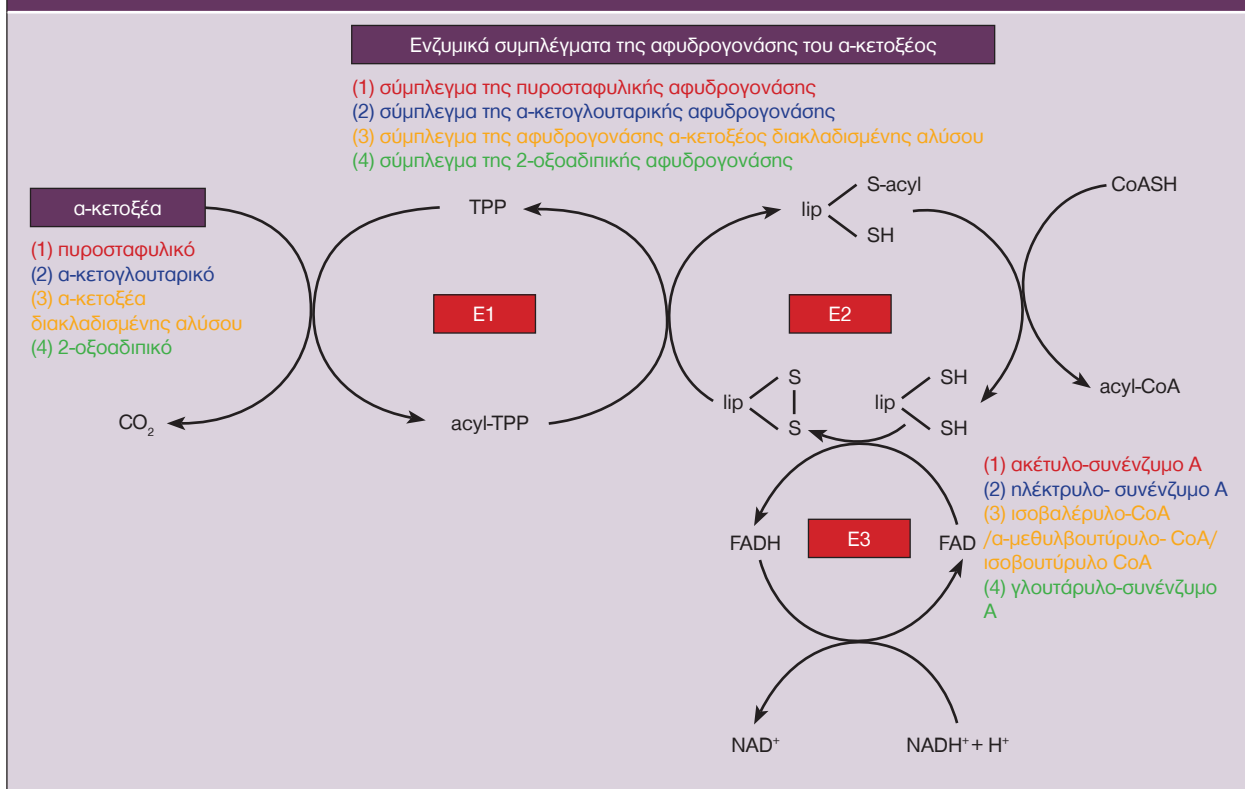 Ενζυμικά συμπλέγματα της αφυδρογονάσης του α-κετοξέος
(1) σύμπλεγμα της πυροσταφυλικής αφυδρογονάσης
(2) σύμπλεγμα της α-κετογλουταρικής αφυδρογονάσης
(3) σύμπλεγμα της αφυδρογονάσης α-κετοξέος διακλαδισμένης αλύσου
(4) σύμπλεγμα της 2-οξοαδιπικής αφυδρογονάσης
α-κετοξέα
(1) πυροσταφυλικό
(2) α-κετογλουταρικό
(3) α-κετοξέα
διακλαδισμένης αλύσου
(4) 2-οξοαδιπικό
CO₂
TPP
E1
acyl-TPP
S-acyl
lip
SH
E2
CoASH
acyl-CoA
S
lip
S
SH
lip
SH
(1) ακέτυλο-συνένζυμο Α
(2) ηλέκτρυλο- συνένζυμο Α
(3) ισοβαλέρυλο-CoA
/α-μεθυλβουτύρυλο- CoA/
ισοβουτύρυλο CoA
(4) γλουτάρυλο-συνένζυμο
Α
FADH
E3
FAD
NAD⁺
NADH⁺ + H⁺